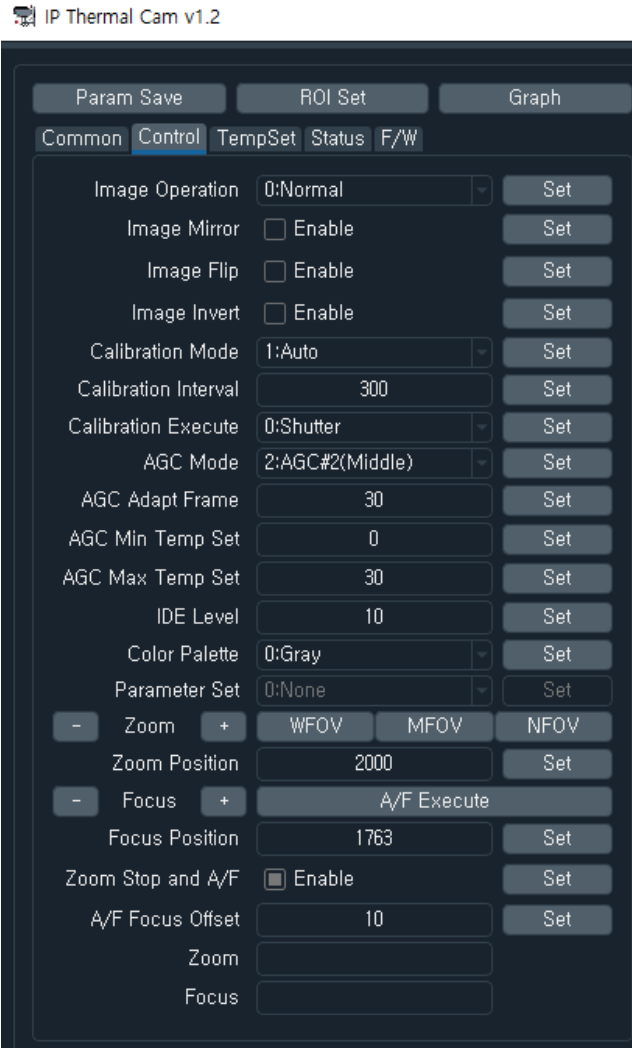 IP Thermal Cam v1.2
Param Save ROI Set Graph
Common Control TempSet Status F/W
Image Operation 0:Normal Set
Image Mirror Enable Set
Image Flip Enable Set
Image Invert Enable Set
Calibration Mode 1:Auto Set
Calibration Interval 300 Set
Calibration Execute 0:Shutter Set
AGC Mode 2:AGC#2(Middle) Set
AGC Adapt Frame 30 Set
AGC Min Temp Set 0 Set
AGC Max Temp Set 30 Set
IDE Level 10 Set
Color Palette 0:Gray Set
Parameter Set 0:None Set
- Zoom + WFOV MFOV NFOV
Zoom Position 2000 Set
- Focus + A/F Execute
Focus Position 1763 Set
Zoom Stop and A/F Enable Set
A/F Focus Offset 10 Set
Zoom
Focus